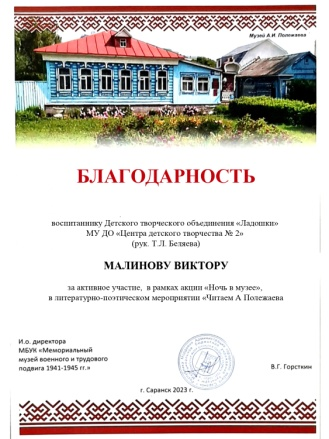 Музей А.И. Полежаева
БЛАГОДАРНОСТЬ
воспитаннику Детского творческого объединения «Ладошки»
МУ ДО «Центра детского творчества № 2»
(рук. Т.Л. Беляева)
МАЛИНОВУ ВИКТОРУ
за активное участие, в рамках акции «Ночь в музее»,
в литературно-поэтическом мероприятии «Читаем А Полежаева
И.о. директора
МБУК «Мемориальный
музей военного и трудового
подвига 1941-1945 гг.»
В.Г. Горсткин
г. Саранск 2023 г.